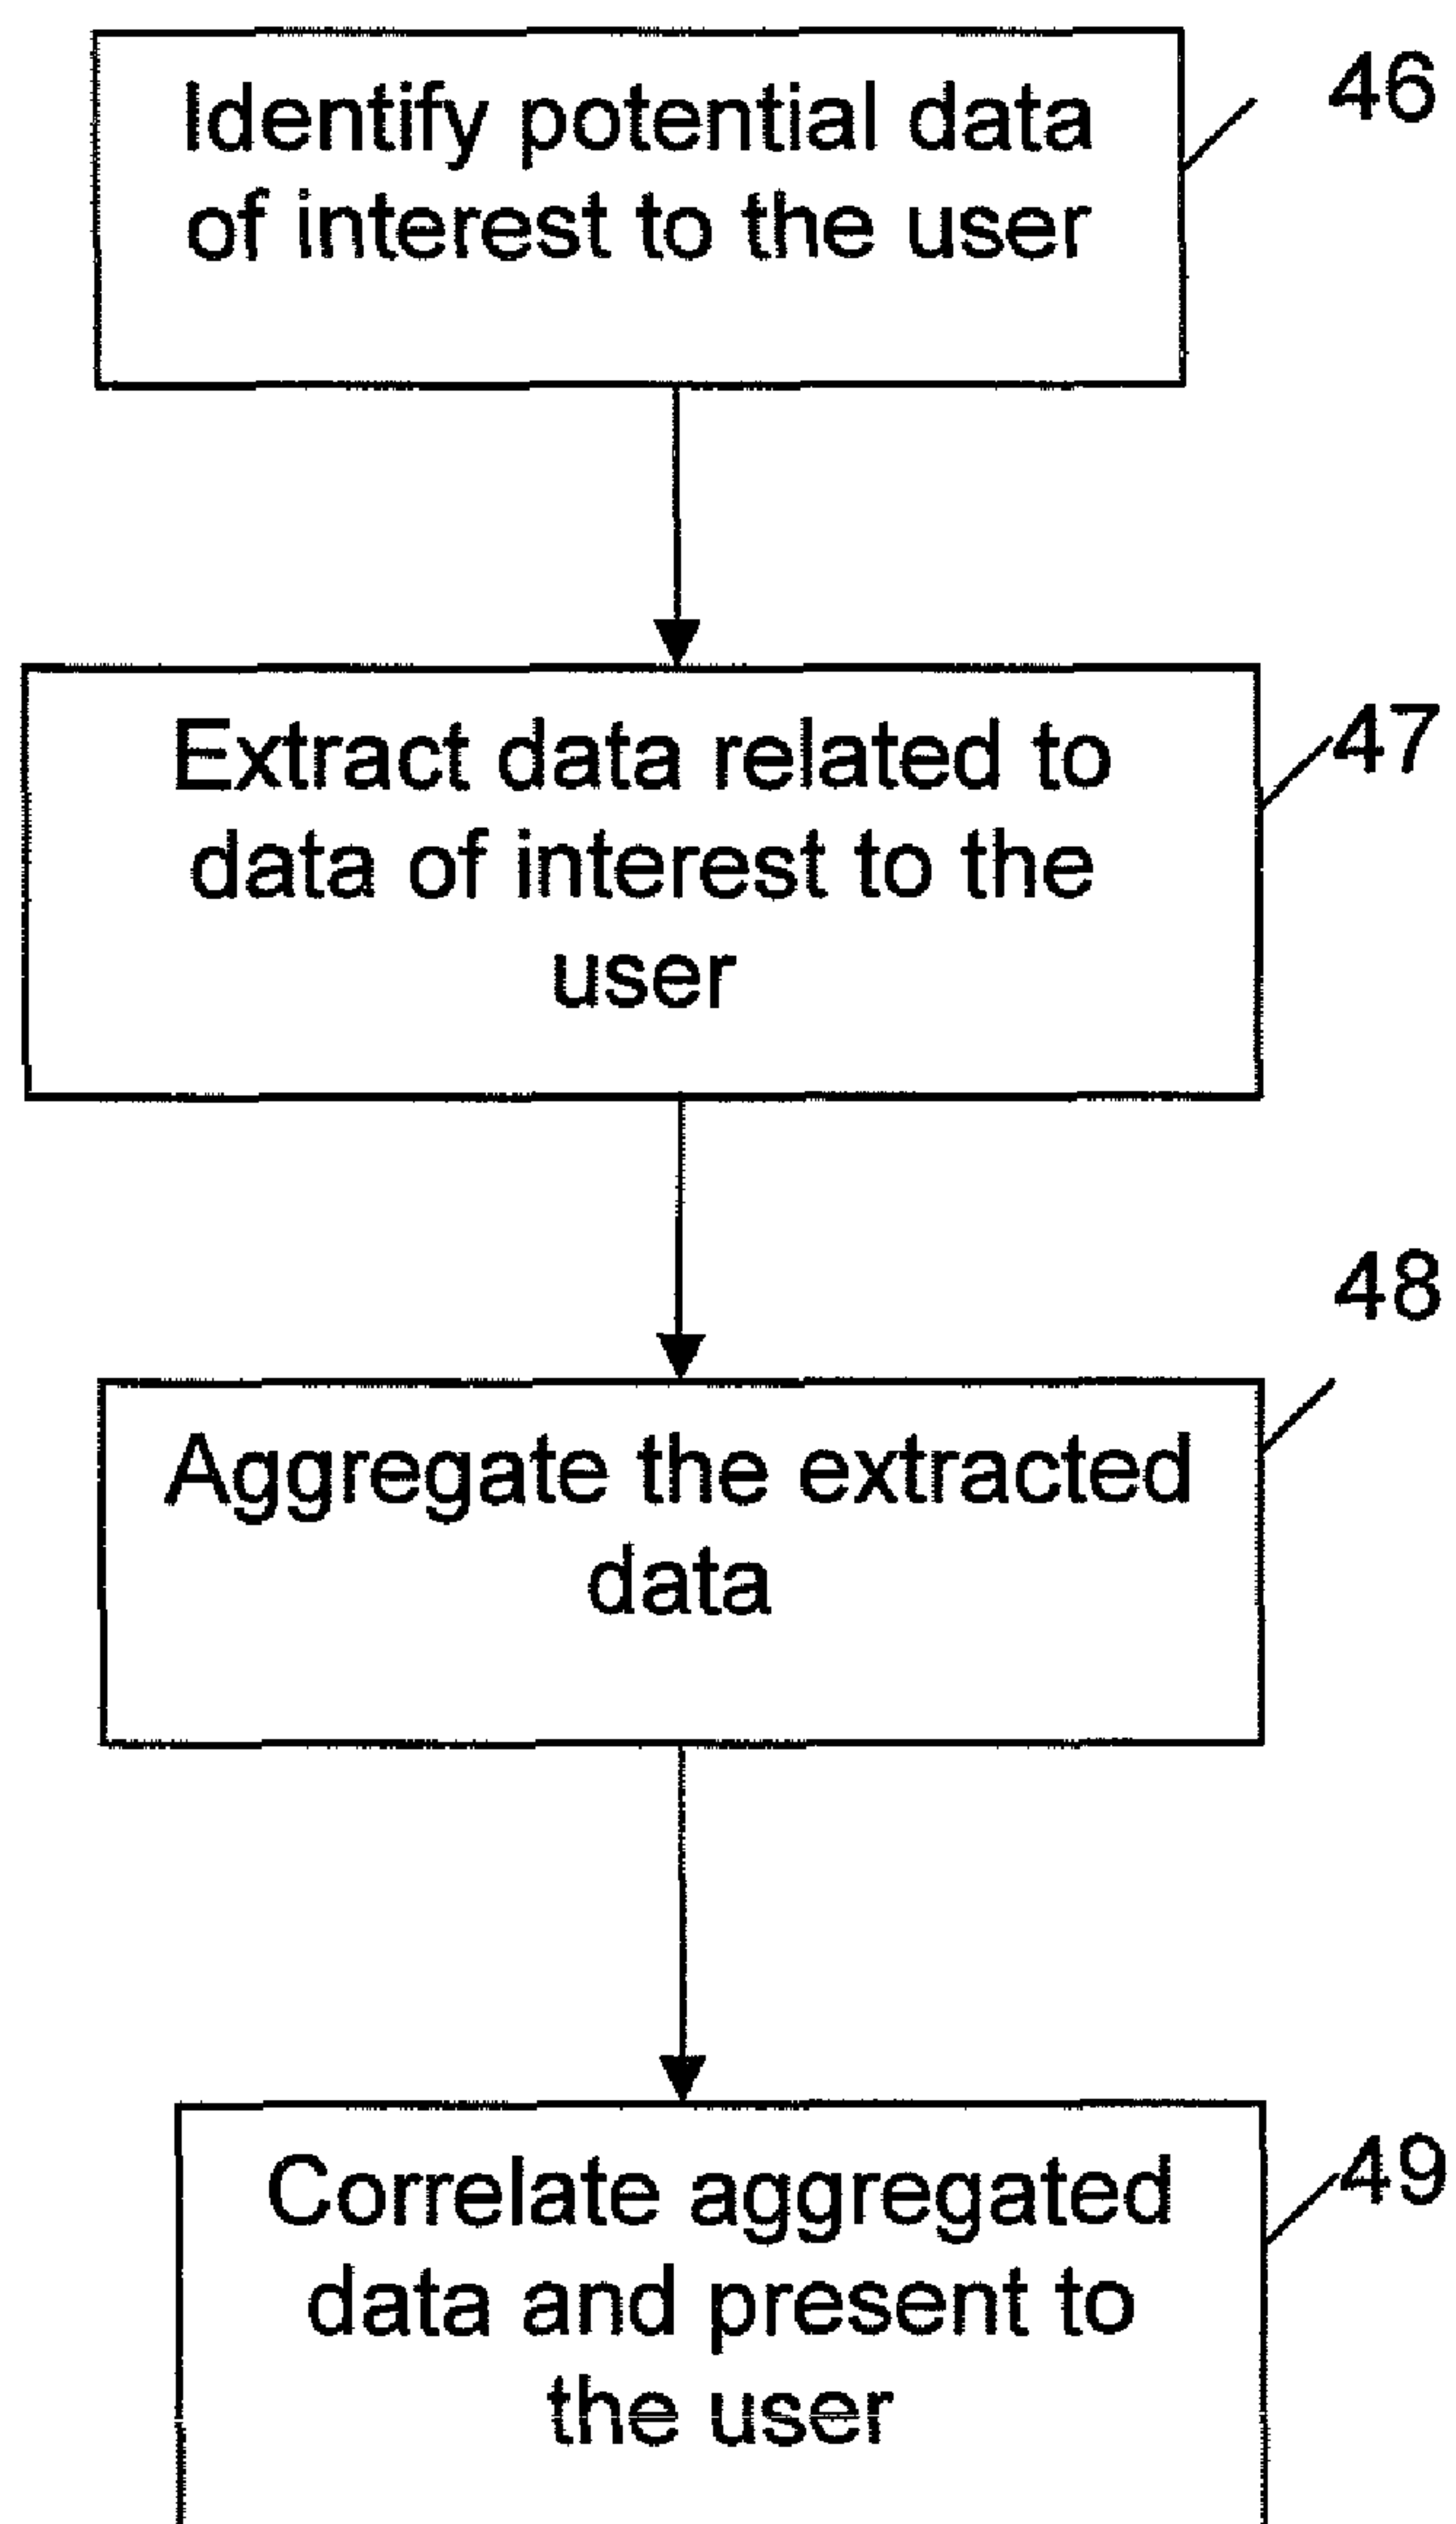 Identify potential data
of interest to the user
46
Extract data related to
data of interest to the
user
47
Aggregate the extracted
data
48
Correlate aggregated
data and present to
the user
49